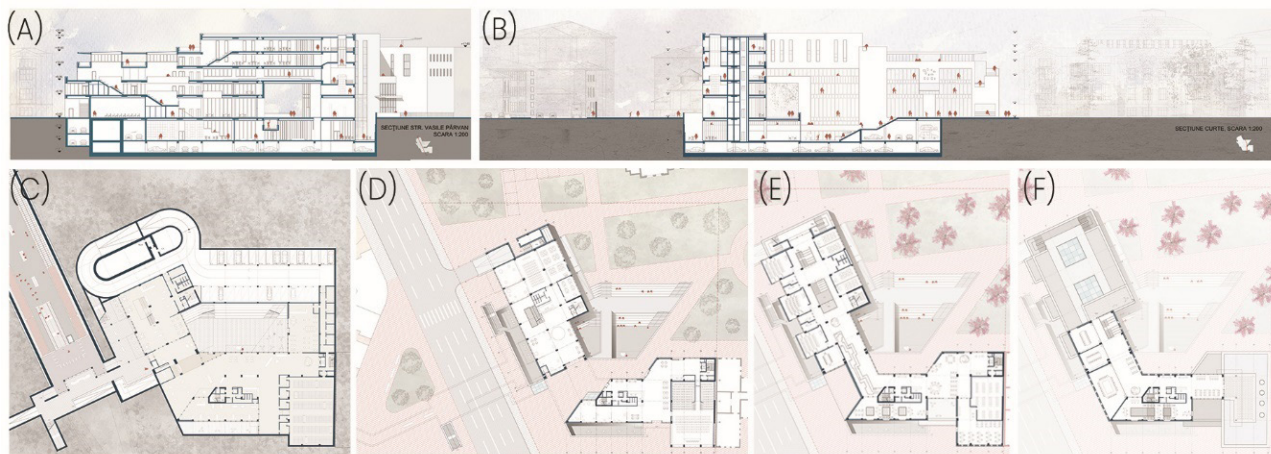 (A)
SECȚIUNE STR. VASILE PÂRVAN
SCARA 1:200
(B)
SECȚIUNE CURTE, SCARA 1:200
(C)
(D)
(E)
(F)